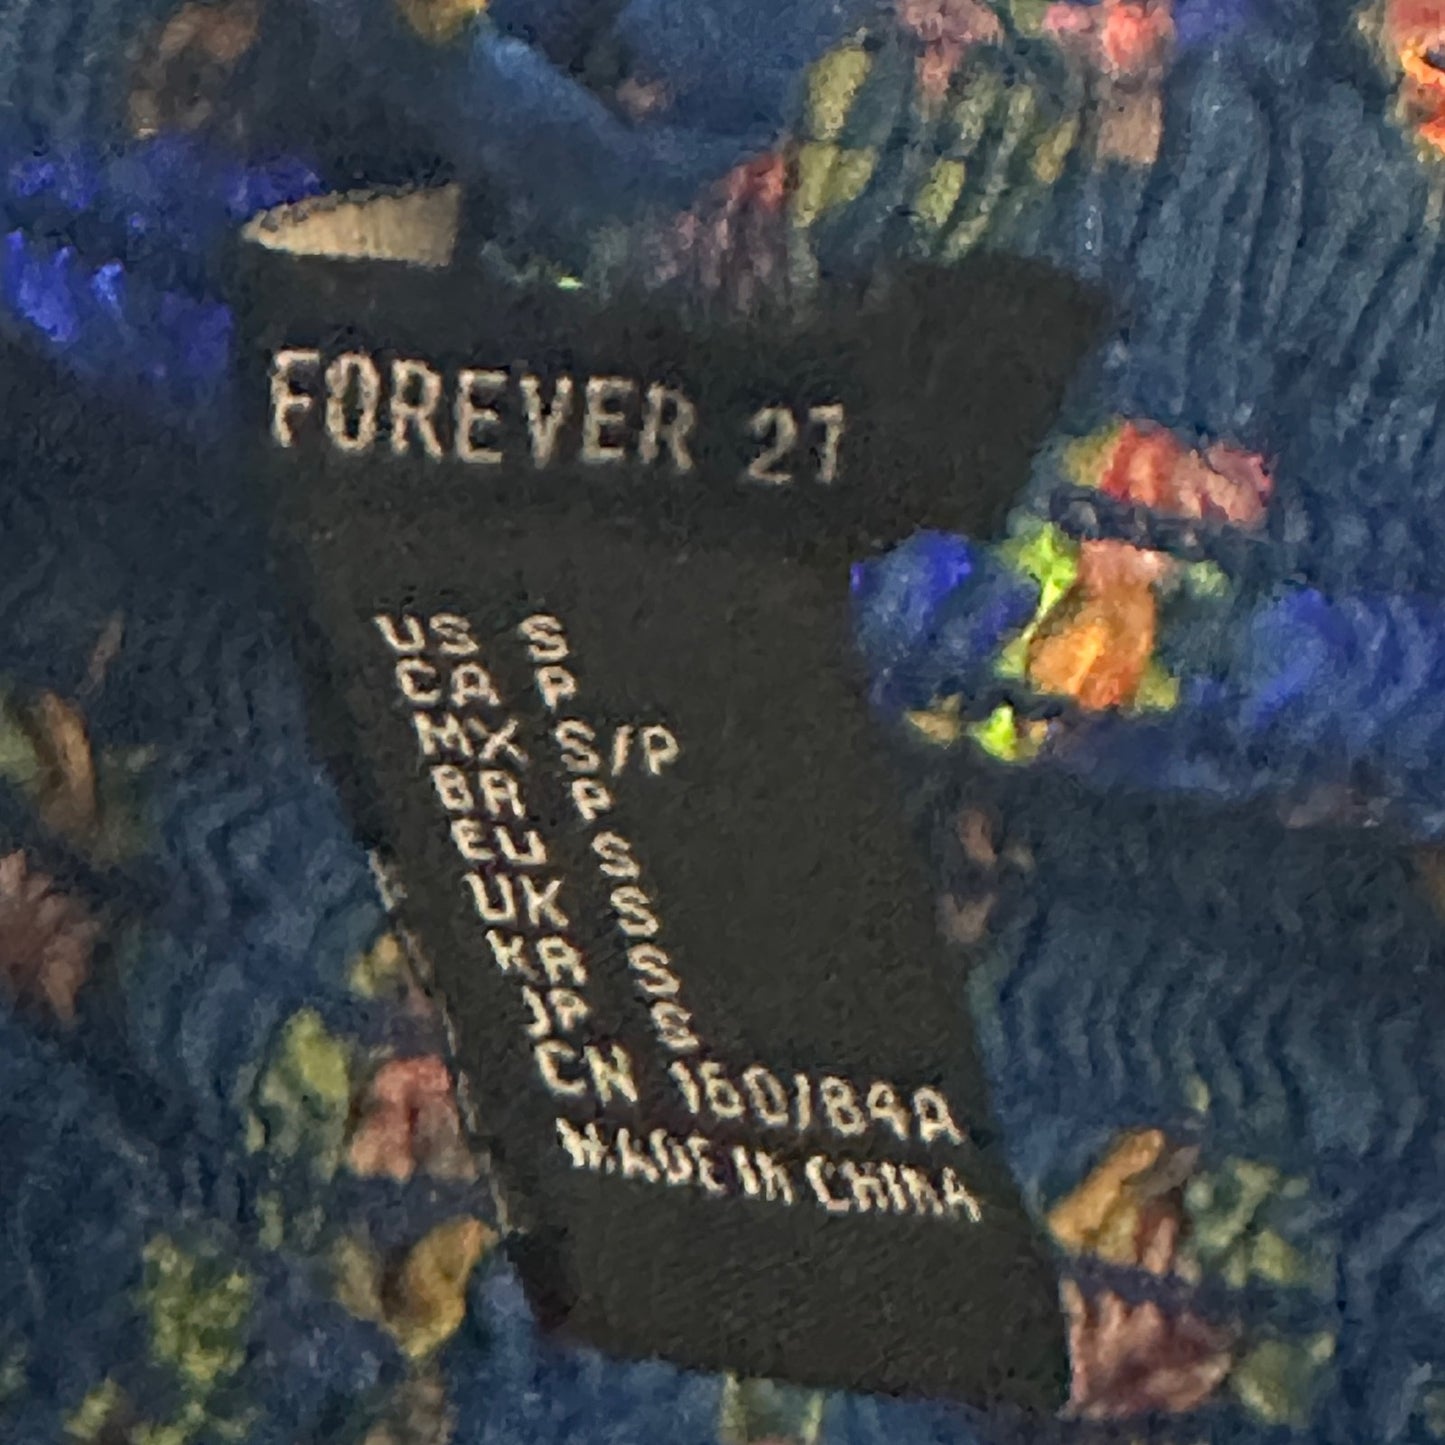 FOREVER 21
US S
CA P
MX S/P
BR P
EU S
UK S
KR S
JP S
CN 160/84A
MADE IN CHINA